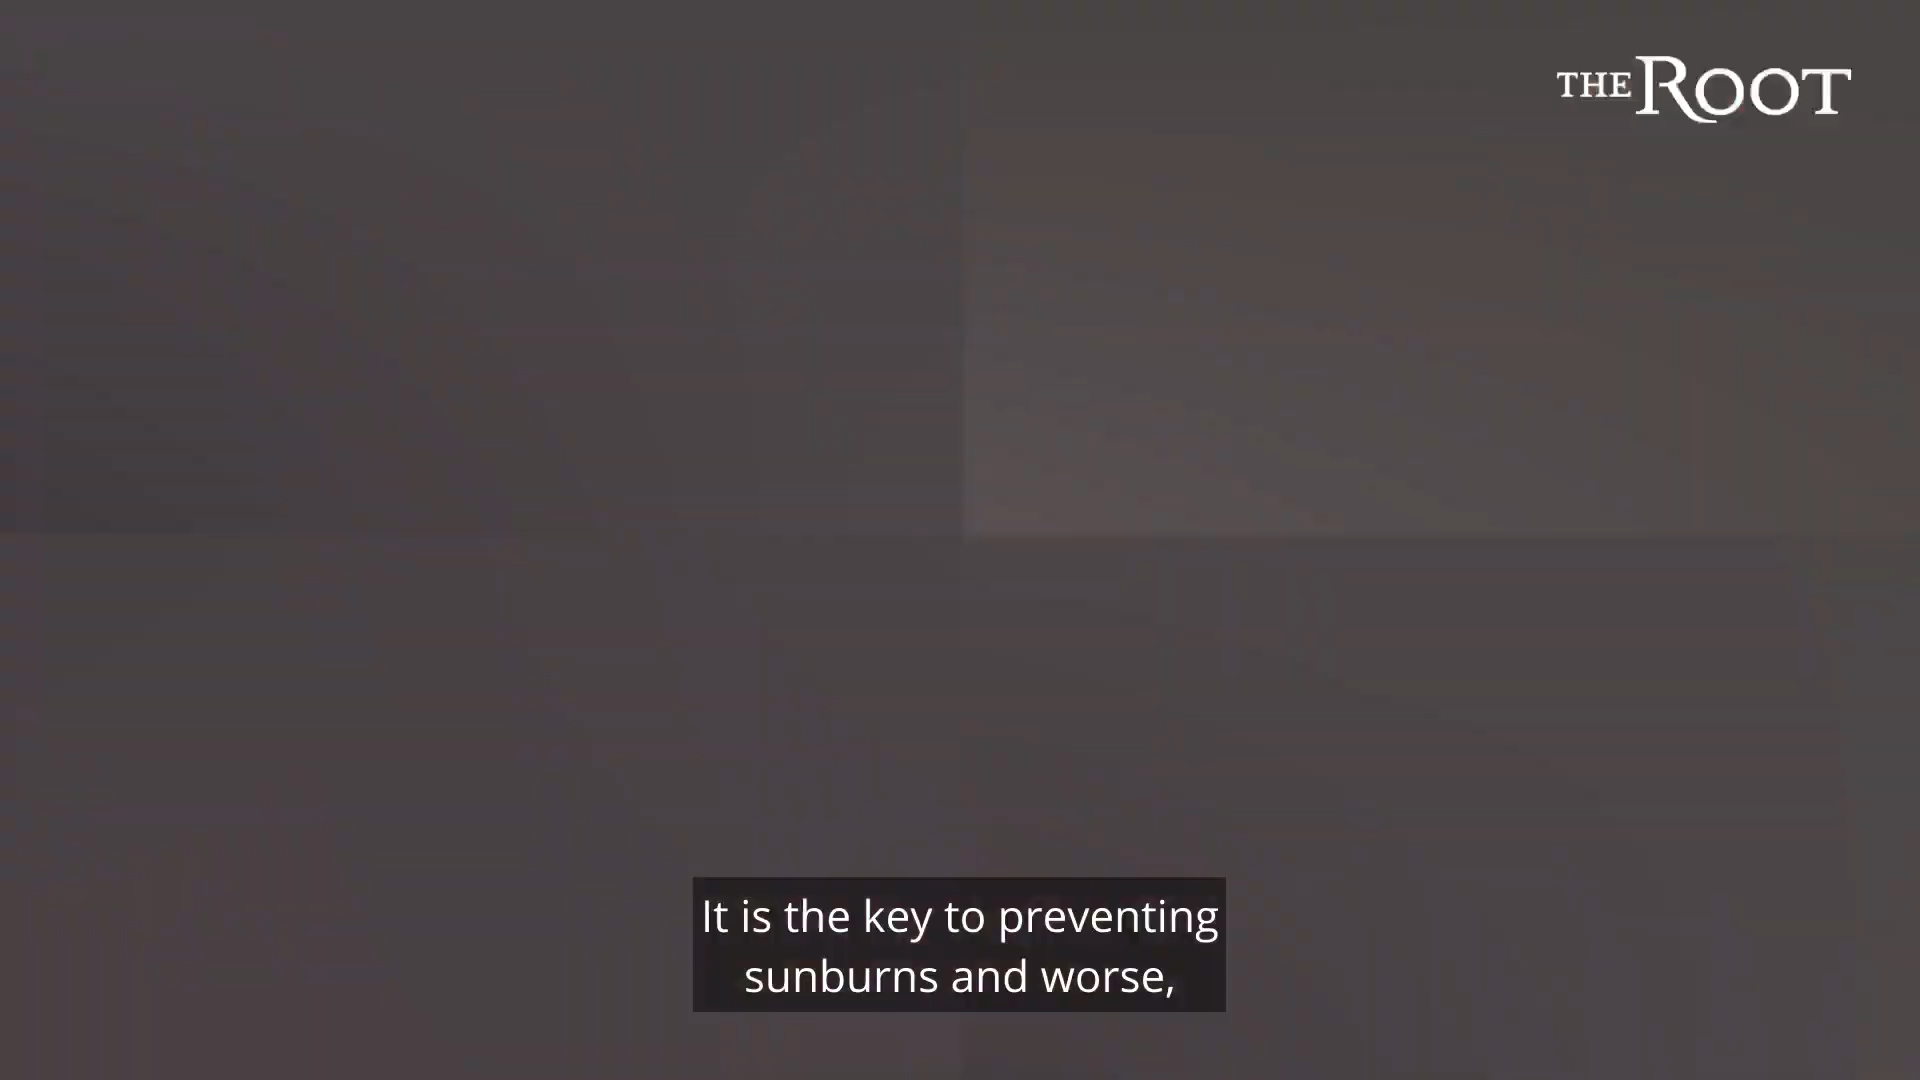 THE ROOT
It is the key to preventing
sunburns and worse,